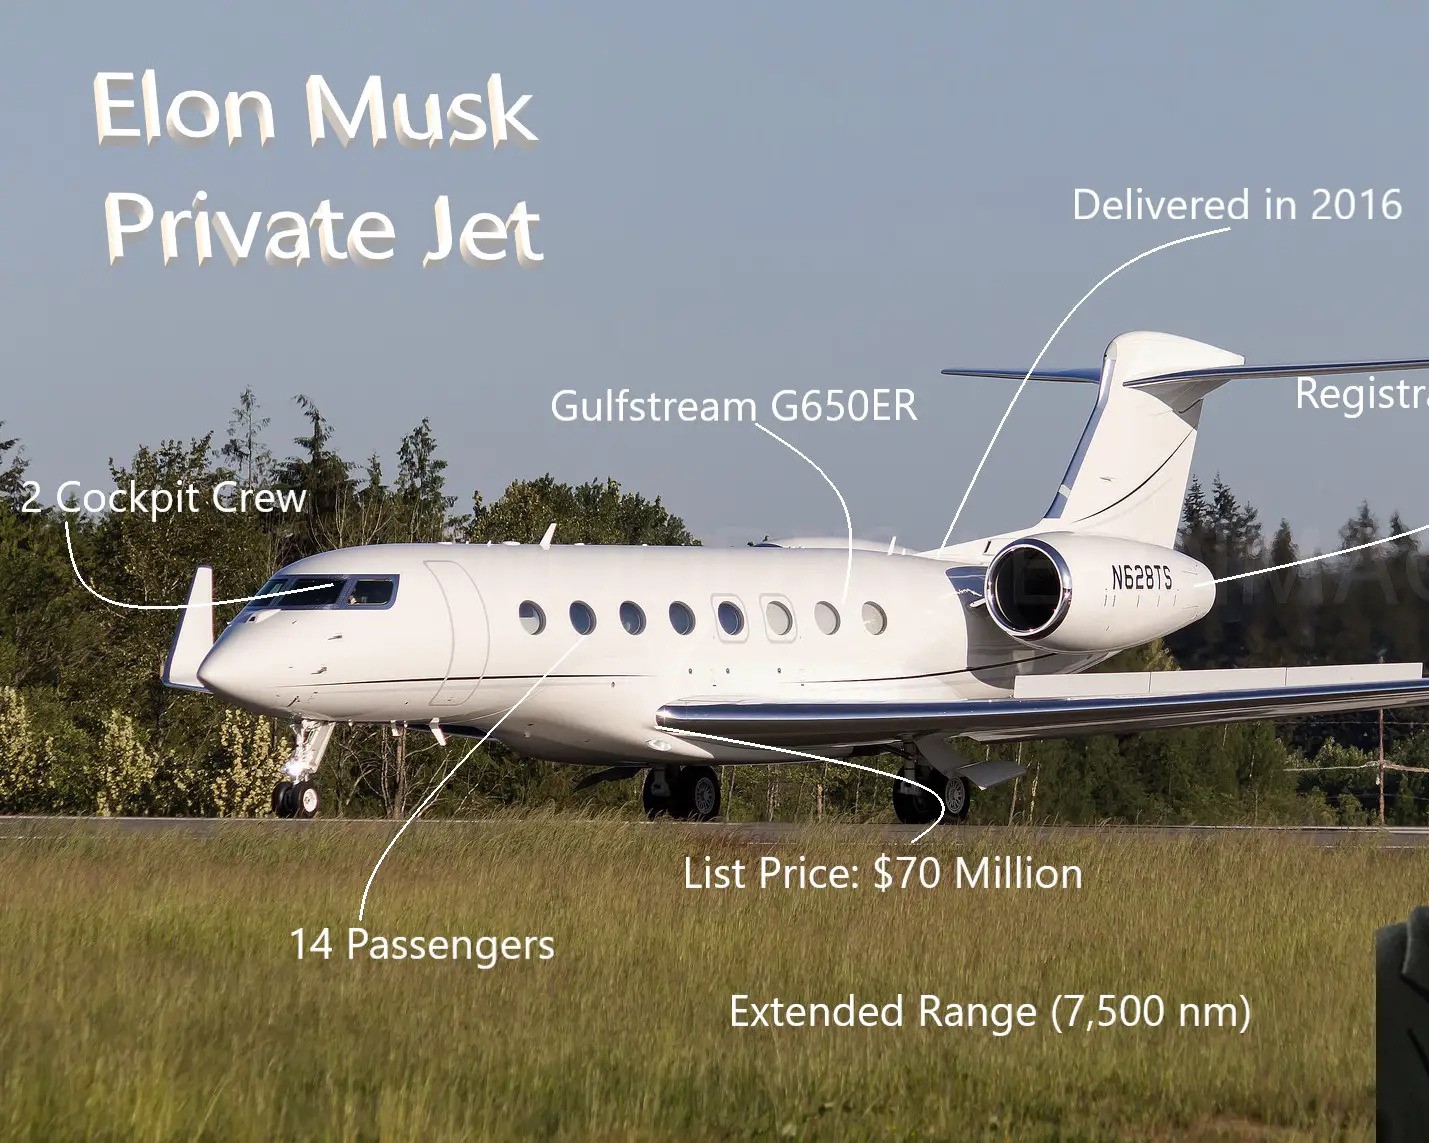 Elon Musk
Private Jet
Delivered in 2016
Gulfstream G650ER
Registra
2 Cockpit Crew
N628TS
List Price: $70 Million
14 Passengers
Extended Range (7,500 nm)